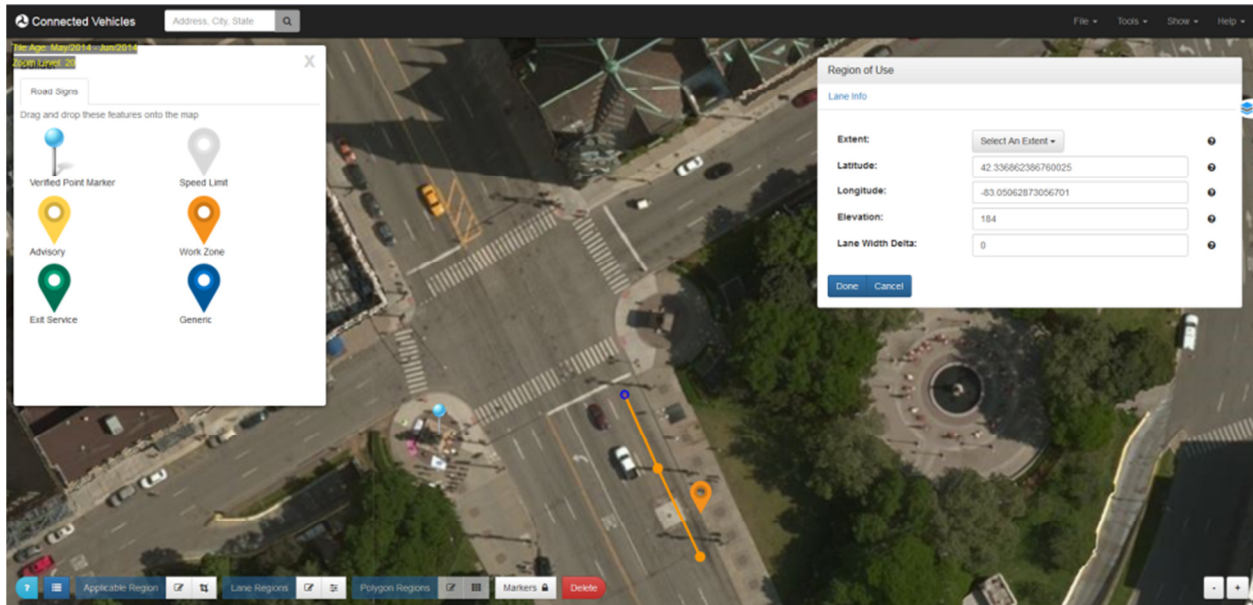 Connected Vehicles
Address, City, State
File
Tools
Show
Help
Tile Age: May/2014 - Jun/2014
Zoom Level: 20
X
Road Signs
Drag and drop these features onto the map
Verified Point Marker
Speed Limit
Advisory
Work Zone
Exit Service
Generic
Region of Use
Lane Info
Extent:
Select An Extent
Latitude:
42.336862386760025
Longitude:
-83.05062873056701
Elevation:
184
Lane Width Delta:
0
Done
Cancel
?
Applicable Region
Lane Regions
Polygon Regions
Markers
Delete
-
+